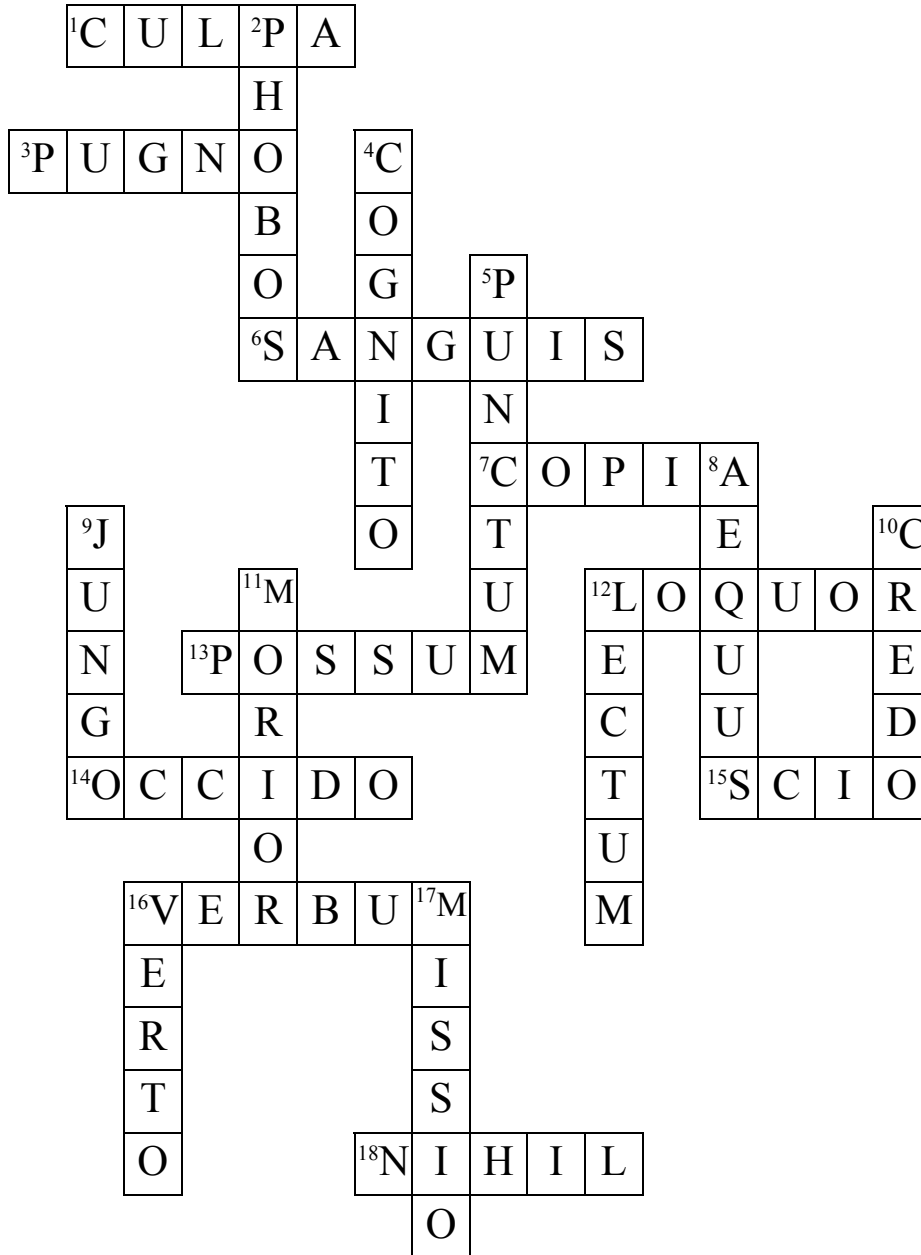 1C U L 2P A
H
3P U G N O 4C
B O
O G 5P
6S A N G U I S
I N
T 7C O P I 8A
9J O T E 10C
U 11M U 12L O Q U O R
N 13P O S S U M E U E
G R C U D
14O C C I D O T 15S C I O
O U
16V E R B U 17M M
E I
R S
T S
O 18N I H I L
O